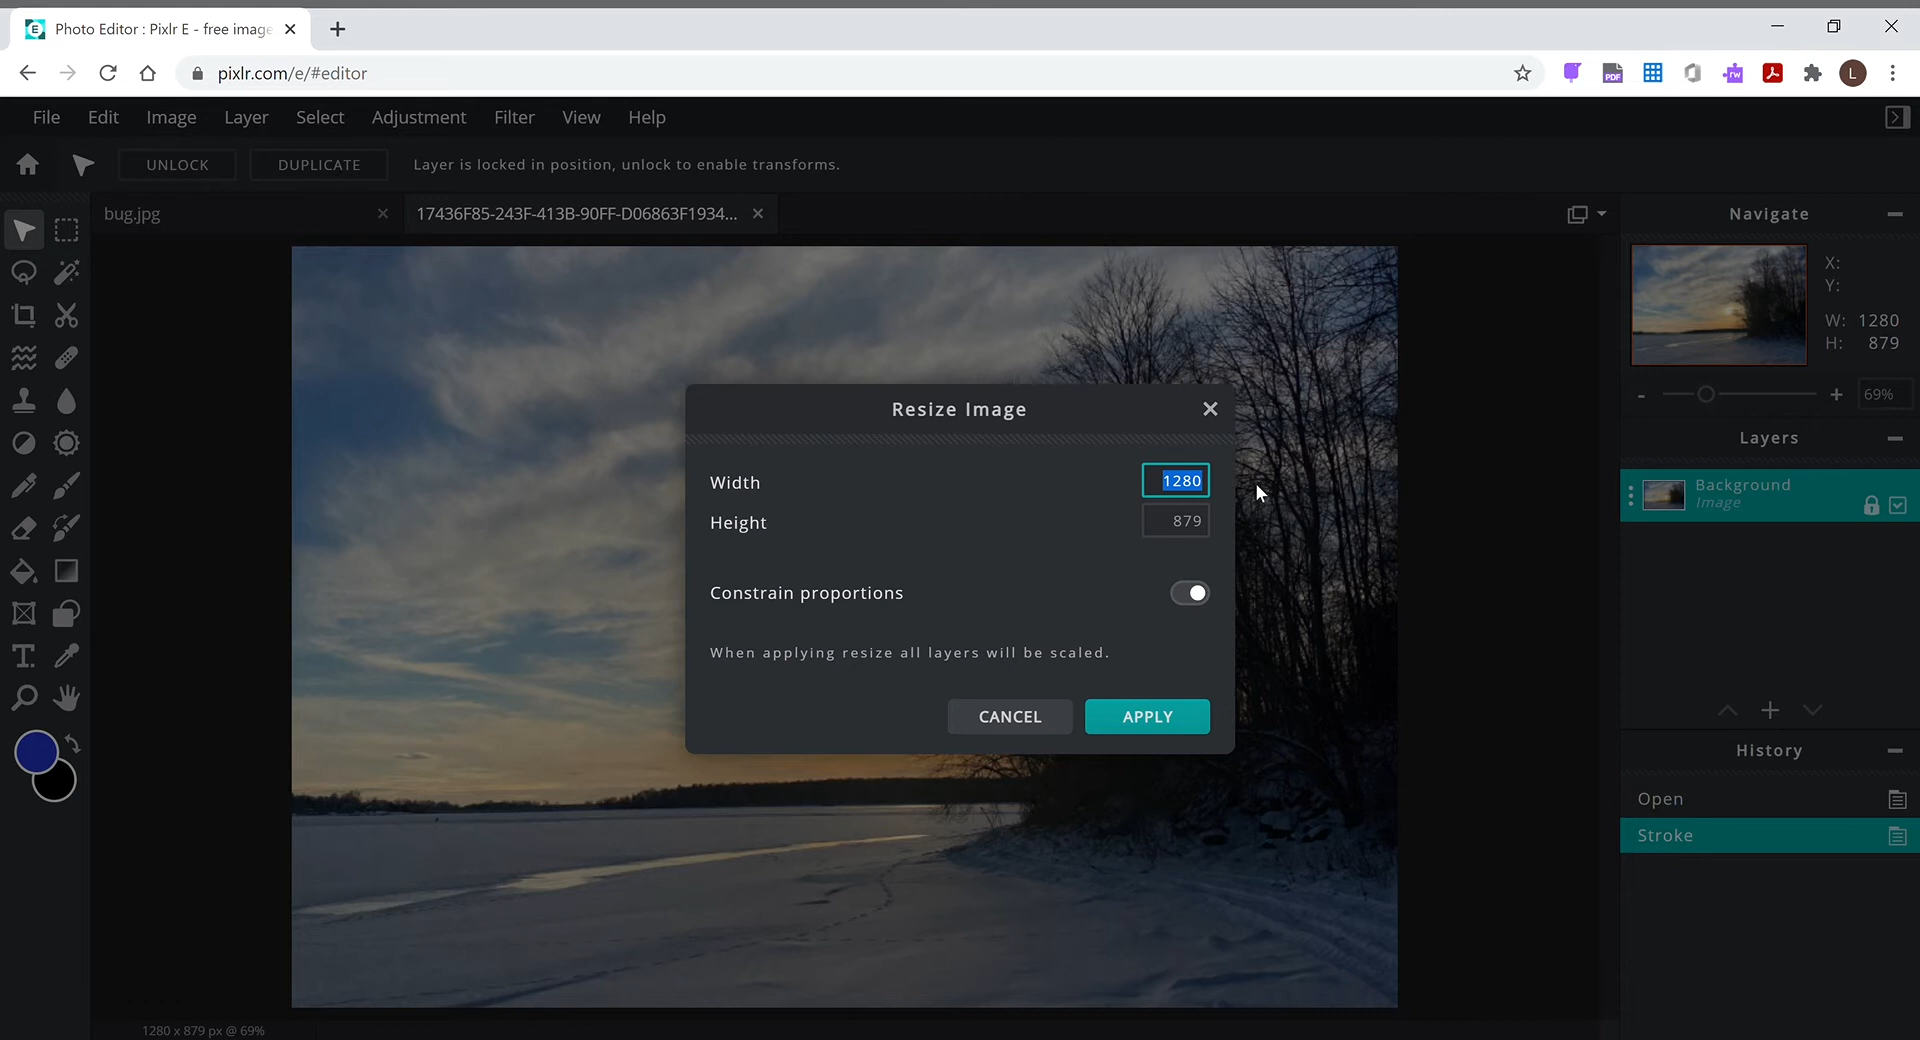 Photo Editor : Pixlr E - free image
pixlr.com/e/#editor
PDF
rw
L
File Edit Image Layer Select Adjustment Filter View Help
UNLOCK DUPLICATE Layer is locked in position, unlock to enable transforms.
bug.jpg 17436F85-243F-413B-90FF-D06863F1934...
Navigate
X:
Y:
W: 1280
H: 879
- + 69%
Resize Image
Width 1280
Height 879
Constrain proportions
When applying resize all layers will be scaled.
CANCEL APPLY
Layers
Background
Image
History
Open
Stroke
1280 x 879 px @ 69%